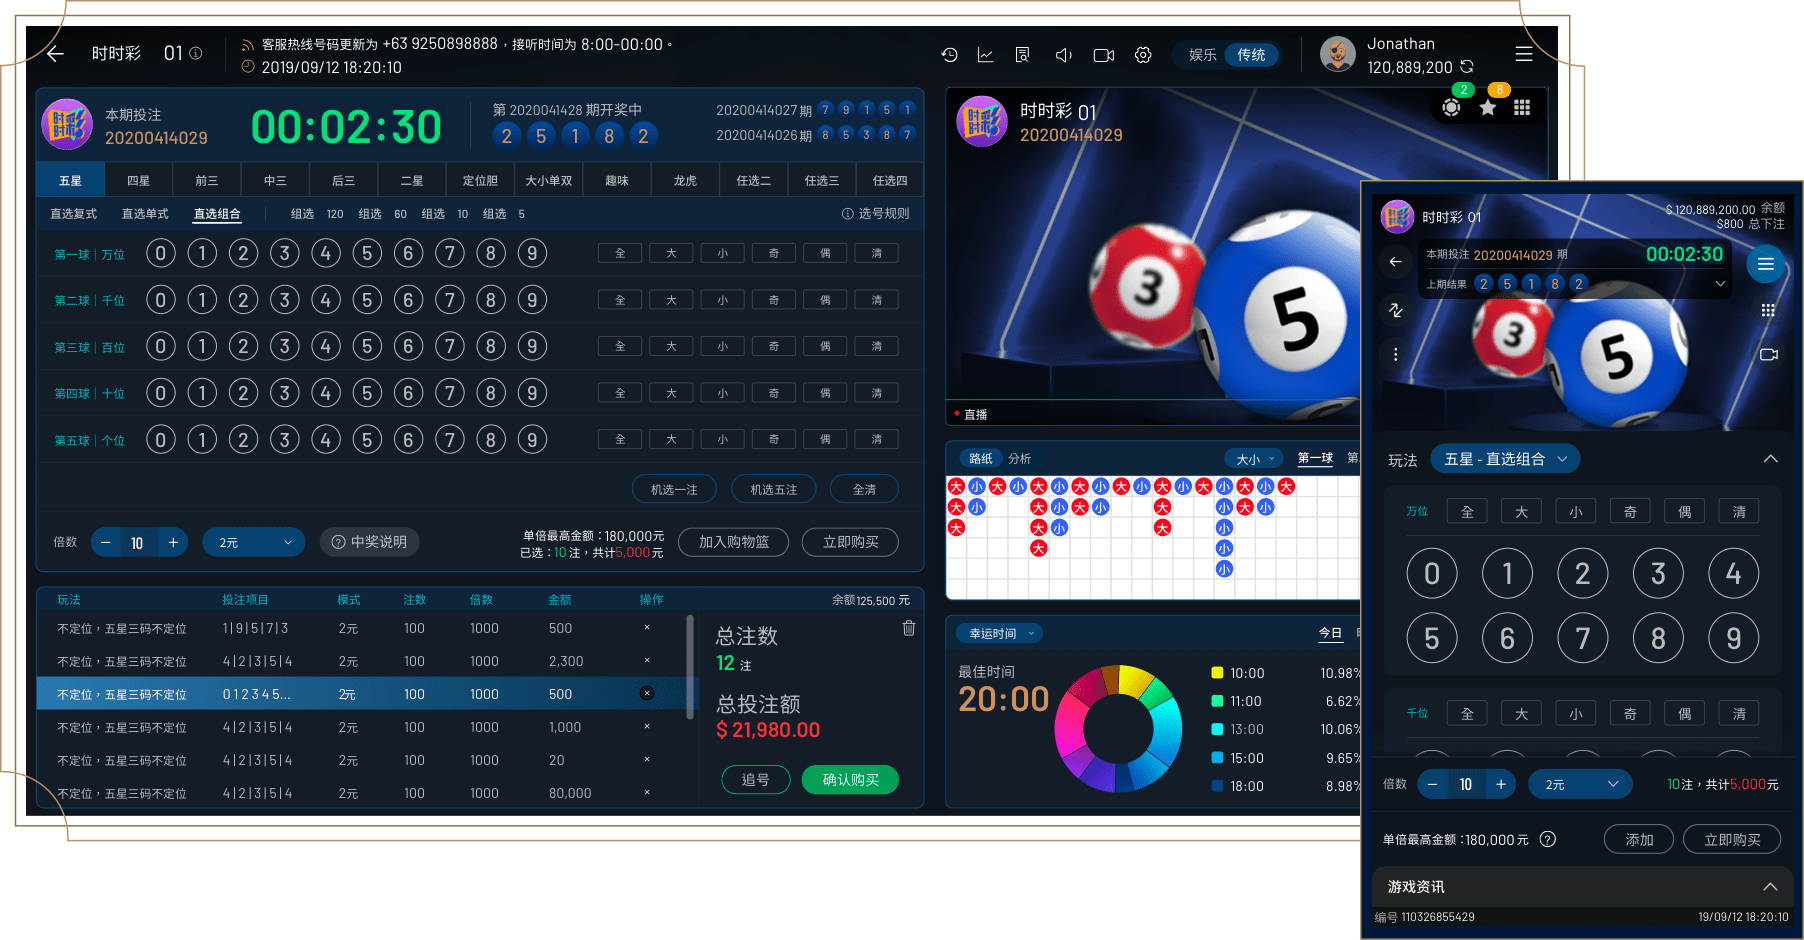 时时彩 01
客服热线号码更新为 +63 9250898888，接听时间为 8:00-00:00。
2019/09/12 18:20:10
娱乐 传统
Jonathan
120,889,200
本期投注
20200414029
00:02:30
第 2020041428 期开奖中
2 5 1 8 2
20200414027 期 7 9 1 5 1
20200414026 期 8 5 3 8 7
五星 四星 前三 中三 后三 二星 定位胆 大小单双 趣味 龙虎 任选二 任选三 任选四
直选复式 直选单式 直选组合 组选 120 组选 60 组选 10 组选 5 选号规则
第一球 | 万位 0 1 2 3 4 5 6 7 8 9 全 大 小 奇 偶 清
第二球 | 千位 0 1 2 3 4 5 6 7 8 9 全 大 小 奇 偶 清
第三球 | 百位 0 1 2 3 4 5 6 7 8 9 全 大 小 奇 偶 清
第四球 | 十位 0 1 2 3 4 5 6 7 8 9 全 大 小 奇 偶 清
第五球 | 个位 0 1 2 3 4 5 6 7 8 9 全 大 小 奇 偶 清
机选一注 机选五注 全清
倍数 − 10 + 2元 ? 中奖说明
单倍最高金额：180,000元
已选：10 注，共计5,000元
加入购物篮 立即购买
玩法 投注项目 模式 注数 倍数 金额 操作 余额125,500 元
不定位，五星三码不定位 1|9|5|7|3 2元 100 1000 500 ×
不定位，五星三码不定位 4|2|3|5|4 2元 100 1000 2,300 ×
不定位，五星三码不定位 0 1 2 3 4 5... 2元 100 1000 500 ×
不定位，五星三码不定位 4|2|3|5|4 2元 100 1000 1,000 ×
不定位，五星三码不定位 4|2|3|5|4 2元 100 1000 20 ×
不定位，五星三码不定位 4|2|3|5|4 2元 100 1000 80,000 ×
总注数
12 注
总投注额
$ 21,980.00
追号 确认购买
时时彩
时时彩 01
20200414029
2 8
3 5
直播
路纸 分析 大小 第一球 第
大 小 大 小 大 小 大 小 大 小 大 小 大 小 大 小 大
大 小 大 小 大 小 大 小 大 小
大 大 小 大 小
大 小
小
幸运时间 今日
最佳时间
20:00
10:00 10.98%
11:00 6.62%
13:00 10.06%
15:00 9.65%
18:00 8.98%
时时彩
时时彩 01
$ 120,889,200.00 余额
$800 总下注
本期投注 20200414029 期 00:02:30
上期结果 2 5 1 8 2
3 5
玩法 五星 - 直选组合
万位 全 大 小 奇 偶 清
0 1 2 3 4
5 6 7 8 9
千位 全 大 小 奇 偶 清
倍数 − 10 + 2元 10注，共计5,000元
单倍最高金额：180,000 元 ? 添加 立即购买
游戏资讯
编号 110326855429 19/09/12 18:20:10